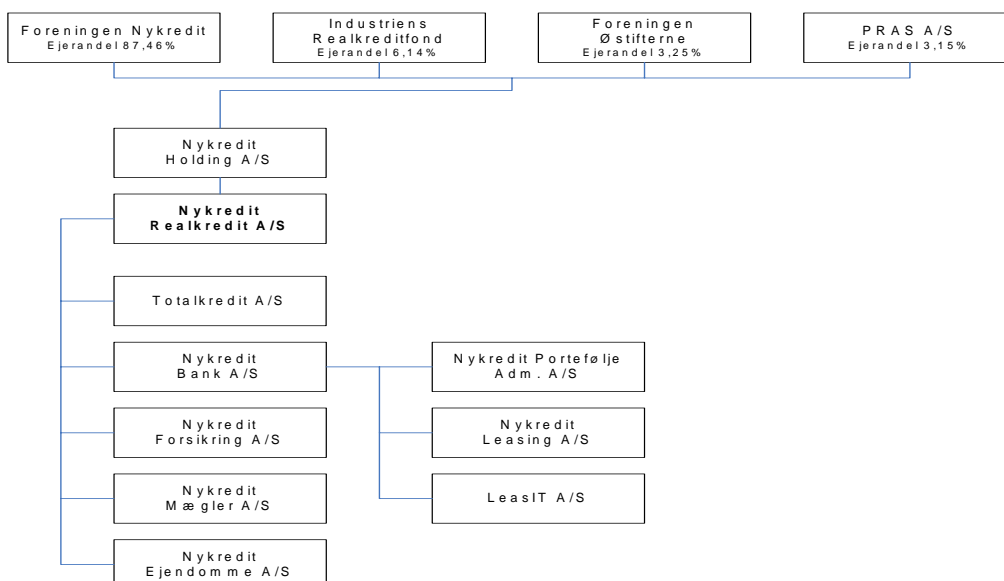 Foreningen Nykredit
Ejerandel 87,46%
Industriens
Realkreditfond
Ejerandel 6,14%
Foreningen
Østifterne
Ejerandel 3,25%
PRAS A/S
Ejerandel 3,15%
Nykredit
Holding A/S
Nykredit
Realkredit A/S
Totalkredit A/S
Nykredit
Bank A/S
Nykredit Portefølje
Adm. A/S
Nykredit
Forsikring A/S
Nykredit
Leasing A/S
Nykredit
Mægler A/S
LeasIT A/S
Nykredit
Ejendomme A/S